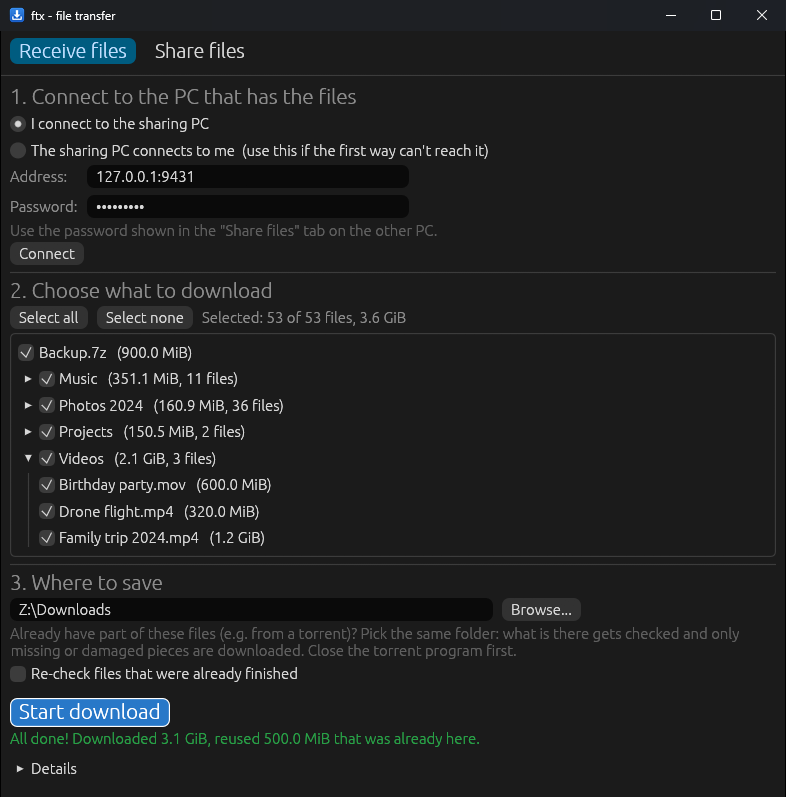 ftx - file transfer
Receive files Share files
1. Connect to the PC that has the files
I connect to the sharing PC
The sharing PC connects to me (use this if the first way can't reach it)
Address: 127.0.0.1:9431
Password: •••••••••
Use the password shown in the "Share files" tab on the other PC.
Connect
2. Choose what to download
Select all Select none Selected: 53 of 53 files, 3.6 GiB
Backup.7z (900.0 MiB)
Music (351.1 MiB, 11 files)
Photos 2024 (160.9 MiB, 36 files)
Projects (150.5 MiB, 2 files)
Videos (2.1 GiB, 3 files)
Birthday party.mov (600.0 MiB)
Drone flight.mp4 (320.0 MiB)
Family trip 2024.mp4 (1.2 GiB)
3. Where to save
Z:\Downloads Browse...
Already have part of these files (e.g. from a torrent)? Pick the same folder: what is there gets checked and only
missing or damaged pieces are downloaded. Close the torrent program first.
Re-check files that were already finished
Start download
All done! Downloaded 3.1 GiB, reused 500.0 MiB that was already here.
Details